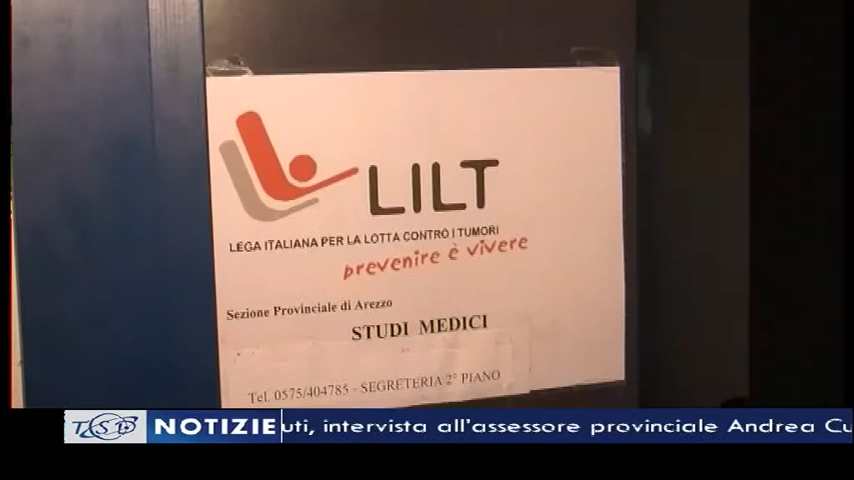 LILT
LEGA ITALIANA PER LA LOTTA CONTRO I TUMORI
prevenire è vivere
Sezione Provinciale di Arezzo
STUDI MEDICI
Tel. 0575/404785 - SEGRETERIA 2° PIANO
TSD NOTIZIE uti, intervista all'assessore provinciale Andrea Cu